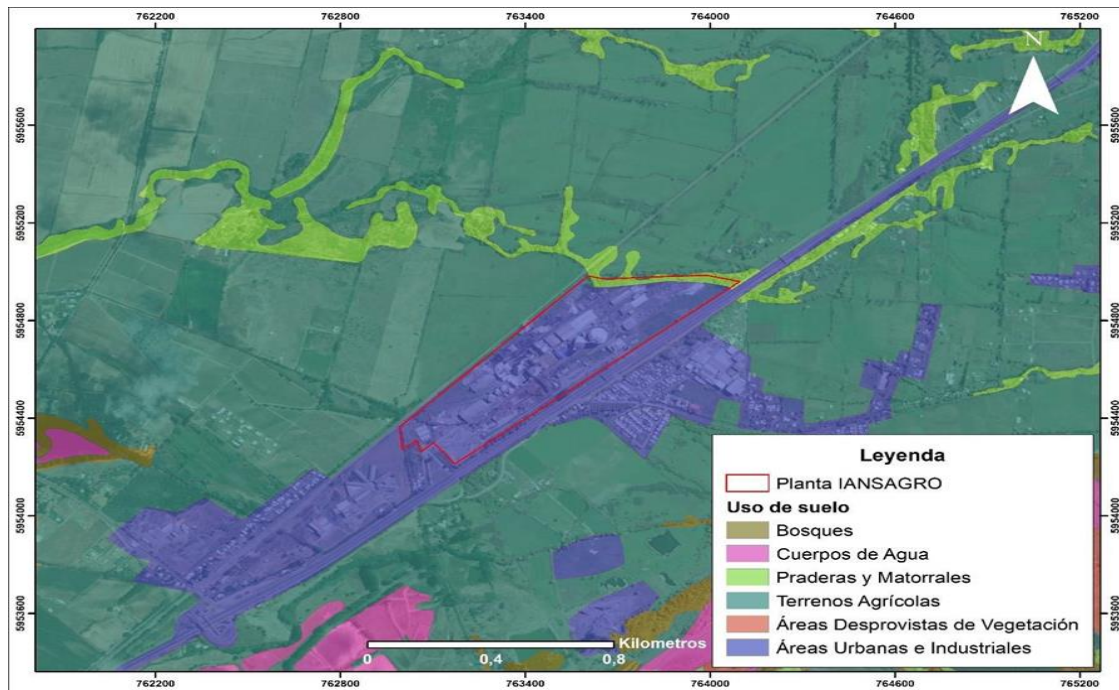 762200 762800 763400 764000 764600 765200
N
5955600 5955600
5955200 5955200
5954800 5954800
5954400 5954400
5954000 5954000
5953600 5953600
Leyenda
Planta IANSAGRO
Uso de suelo
Bosques
Cuerpos de Agua
Praderas y Matorrales
Terrenos Agrícolas
Áreas Desprovistas de Vegetación
Áreas Urbanas e Industriales
Kilometros
0 0,4 0,8
762200 762800 763400 764000 764600 765200